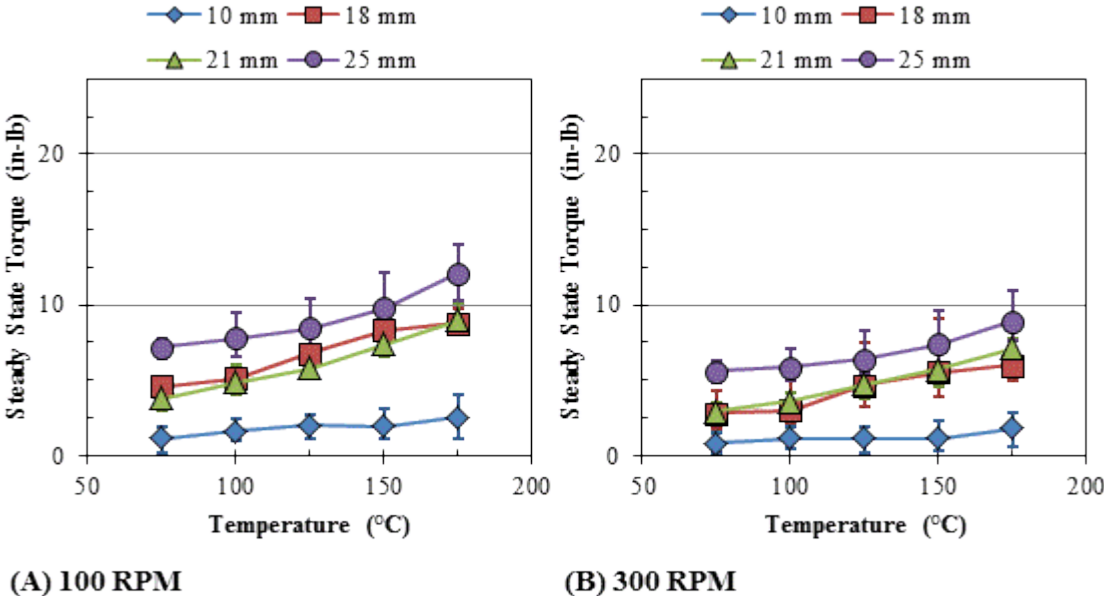 10 mm 18 mm
21 mm 25 mm
Steady State Torque (in-lb)
20
10
0
50 100 150 200
Temperature (°C)
(A) 100 RPM
10 mm 18 mm
21 mm 25 mm
Steady State Torque (in-lb)
20
10
0
50 100 150 200
Temperature (°C)
(B) 300 RPM